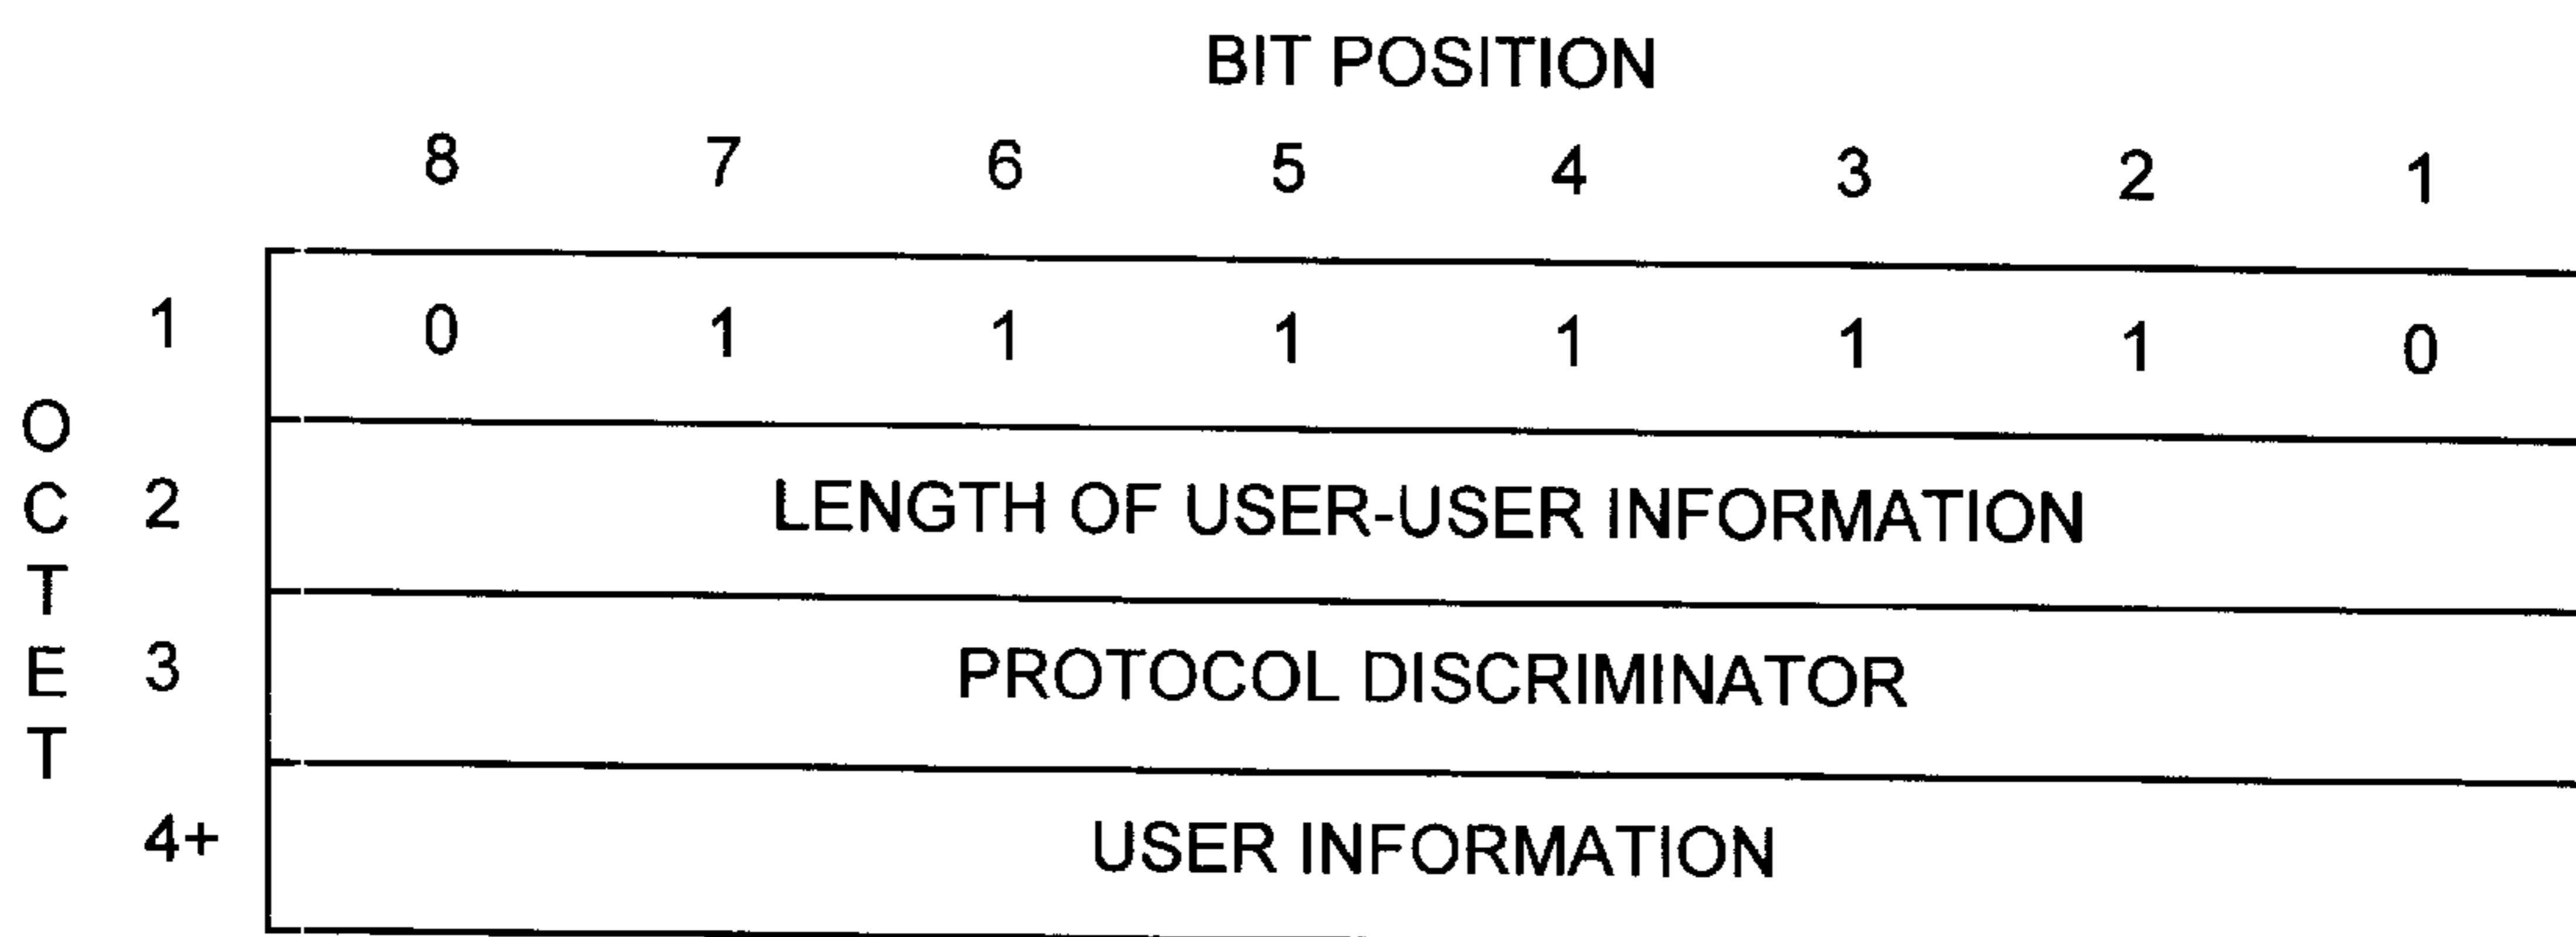 BIT POSITION
8 7 6 5 4 3 2 1
1 0 1 1 1 1 1 1 0
OCTET
2 LENGTH OF USER-USER INFORMATION
3 PROTOCOL DISCRIMINATOR
4+ USER INFORMATION